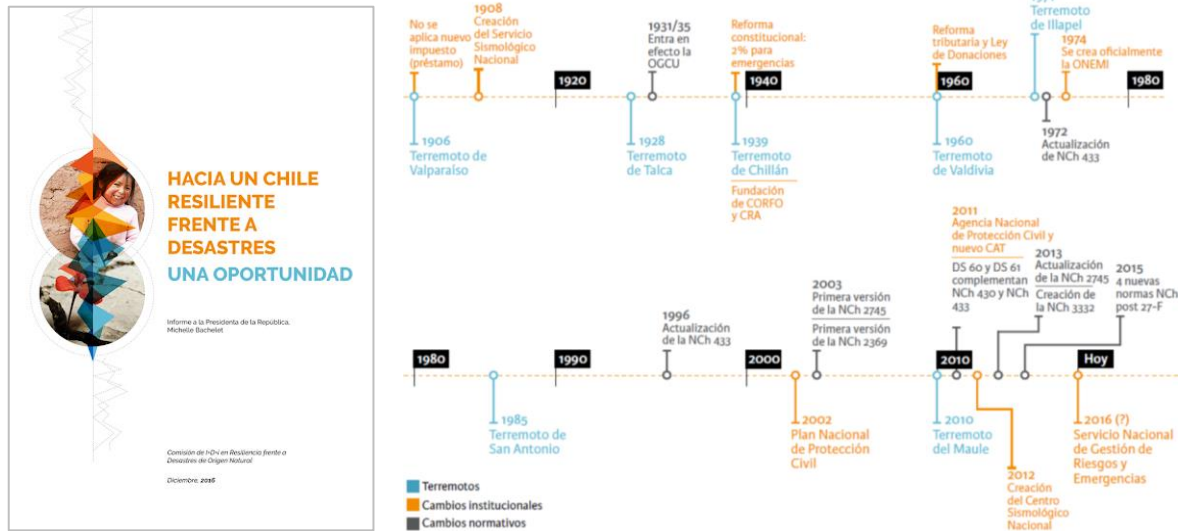 HACIA UN CHILE
RESILIENTE
FRENTE A
DESASTRES
UNA OPORTUNIDAD
Informe a la Presidenta de la República,
Michelle Bachelet
Comisión de I+D+i en Resiliencia frente a
Desastres de Origen Natural
Diciembre, 2016
No se
aplica nuevo
impuesto
(préstamo)
1908
Creación
del Servicio
Sismológico
Nacional
1931/35
Entra en
efecto la
OGCU
Reforma
constitucional:
2% para
emergencias
Reforma
tributaria y Ley
de Donaciones
Terremoto
de Illapel
1974
Se crea oficialmente
la ONEMI
1920
1940
1960
1980
1906
Terremoto de
Valparaíso
1928
Terremoto
de Talca
1939
Terremoto
de Chillán
Fundación
de CORFO
y CRA
1960
Terremoto
de Valdivia
1972
Actualización
de NCh 433
1996
Actualización
de la NCh 433
2003
Primera versión
de la NCh 2745
Primera versión
de la NCh 2369
2011
Agencia Nacional
de Protección Civil y
nuevo CAT
DS 60 y DS 61
complementan
NCh 430 y NCh
433
2013
Actualización
de la NCh 2745
Creación de
la NCh 3332
2015
4 nuevas
normas NCh
post 27-F
1980
1990
2000
2010
Hoy
1985
Terremoto de
San Antonio
2002
Plan Nacional
de Protección
Civil
2010
Terremoto
del Maule
2012
Creación
del Centro
Sismológico
Nacional
2016 (?)
Servicio Nacional
de Gestión de
Riesgos y
Emergencias
Terremotos
Cambios institucionales
Cambios normativos